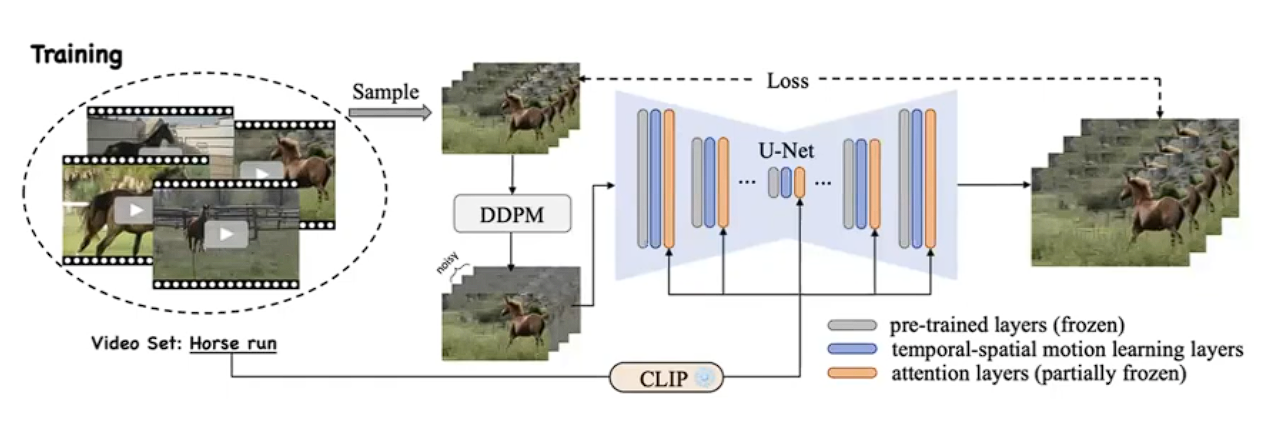 Training
Sample
Loss
U-Net
...
...
DDPM
noisy
Video Set: Horse run
CLIP
pre-trained layers (frozen)
temporal-spatial motion learning layers
attention layers (partially frozen)